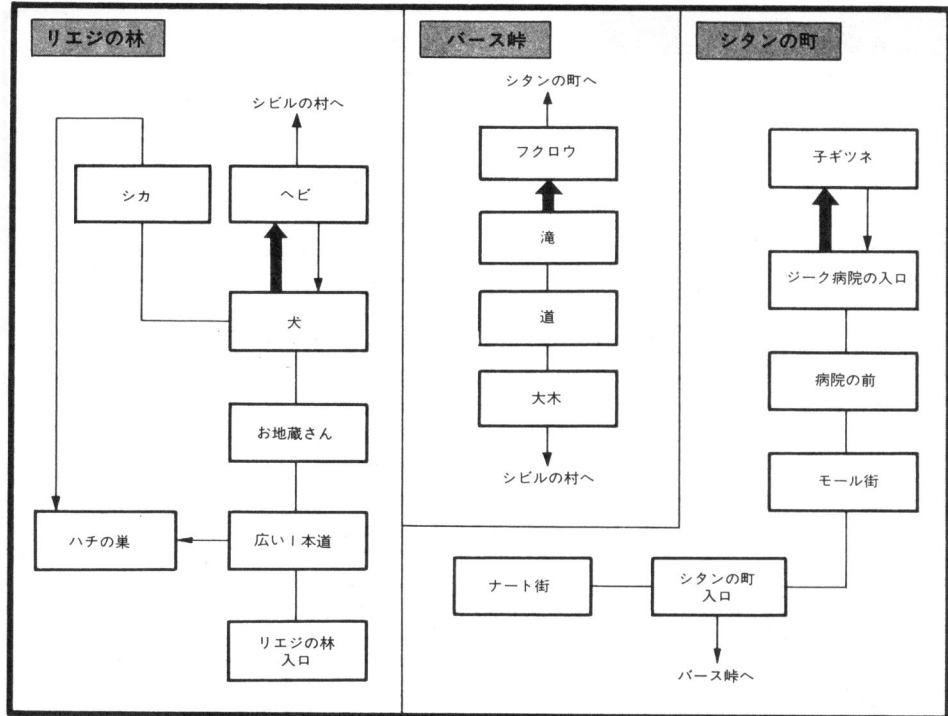 リエジの林
シビルの村へ
シカ
ヘビ
犬
お地蔵さん
ハチの巣
広い1本道
リエジの林
入口
バース峠
シタンの町へ
フクロウ
滝
道
大木
シビルの村へ
シタンの町
子ギツネ
ジーク病院の入口
病院の前
モール街
ナート街
シタンの町
入口
バース峠へ